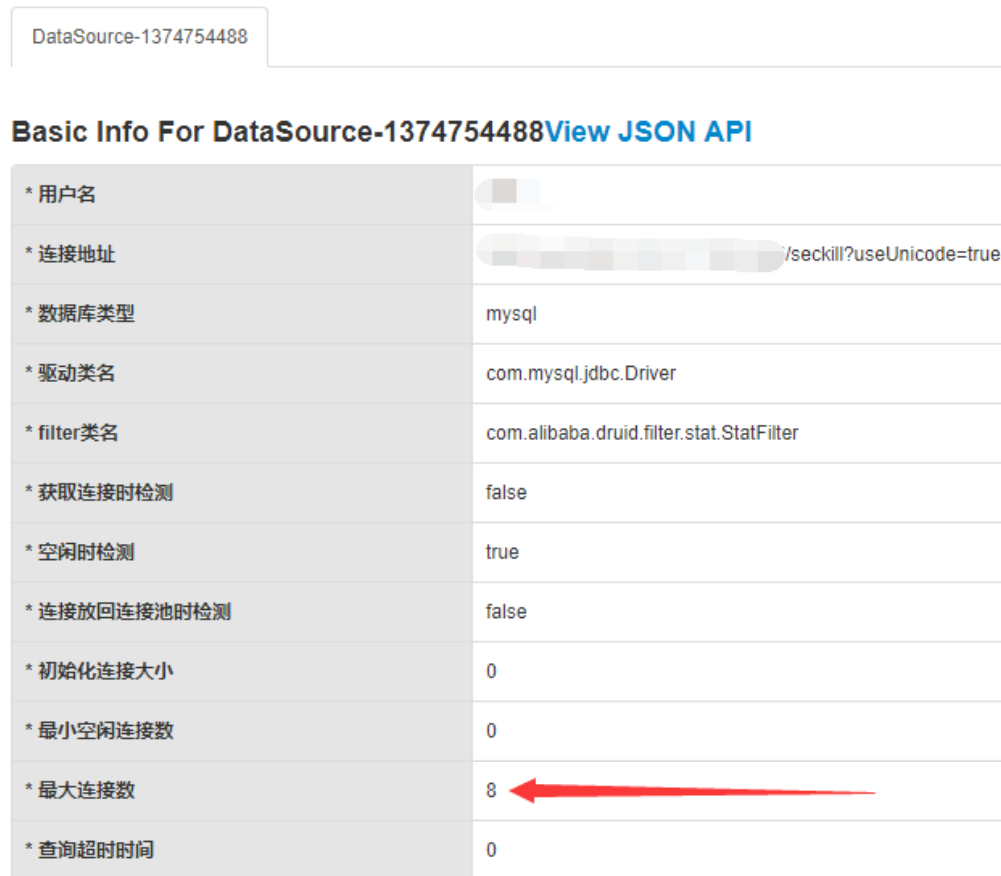 DataSource-1374754488
Basic Info For DataSource-1374754488View JSON API
* 用户名
* 连接地址 /seckill?useUnicode=true
* 数据库类型 mysql
* 驱动类名 com.mysql.jdbc.Driver
* filter类名 com.alibaba.druid.filter.stat.StatFilter
* 获取连接时检测 false
* 空闲时检测 true
* 连接放回连接池时检测 false
* 初始化连接大小 0
* 最小空闲连接数 0
* 最大连接数 8
* 查询超时时间 0